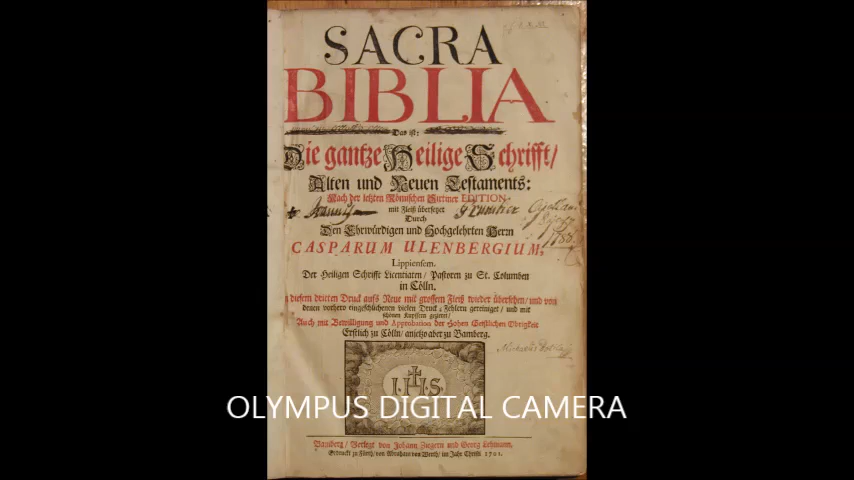 SACRA
BIBLIA
Das ist:
Die gantze Heilige Schrifft/
Alten und Neuen Testaments:
Nach der letzten Römischen Sixtiner EDITION
mit Fleiß übersetzet
Durch
Den Ehrwürdigen und Hochgelehrten Herrn
CASPARUM ULENBERGIUM,
Lippiensem.
Der Heiligen Schrifft Licentiaten/ Pastoren zu St. Columben
in Cölln.
diesem dritten Druck auffs Neue mit grossem Fleiß wieder übersehen/ und von
denen vorhero eingeschlichenen vielen Druck-Fehlern gereiniget/ und mit
schönen Kupffern gezieret/
Auch mit Bewilligung und Approbation der Hohen Geistlichen Obrigkeit
Erstlich zu Cölln/ anjetzo aber zu Bamberg.
I.H.S.
OLYMPUS DIGITAL CAMERA
Bamberg/ Verlegt von Johann Ziegern und Georg Lehmann.
Gedruckt zu Fürth/ von Abraham von Werth/ im Jahr Christi 1701.